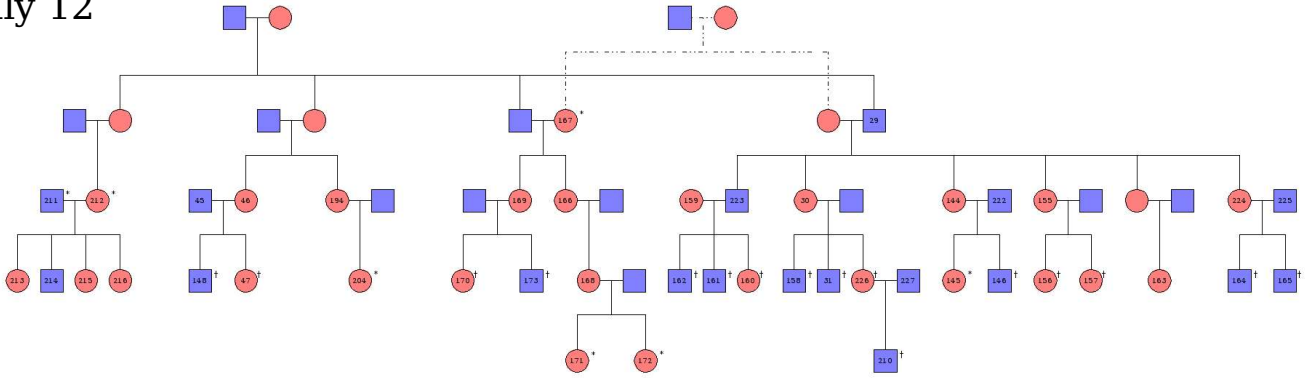 ly 12
167 *
29
211 * 212 * 45 46 194 169 166 159 223 30 144 222 155 224 225
213 214 215 216 148 † 47 † 204 * 170 † 173 † 168 162 † 161 † 160 † 158 † 31 † 226 † 227 145 * 146 † 156 † 157 † 163 164 † 165 †
171 * 172 * 210 †